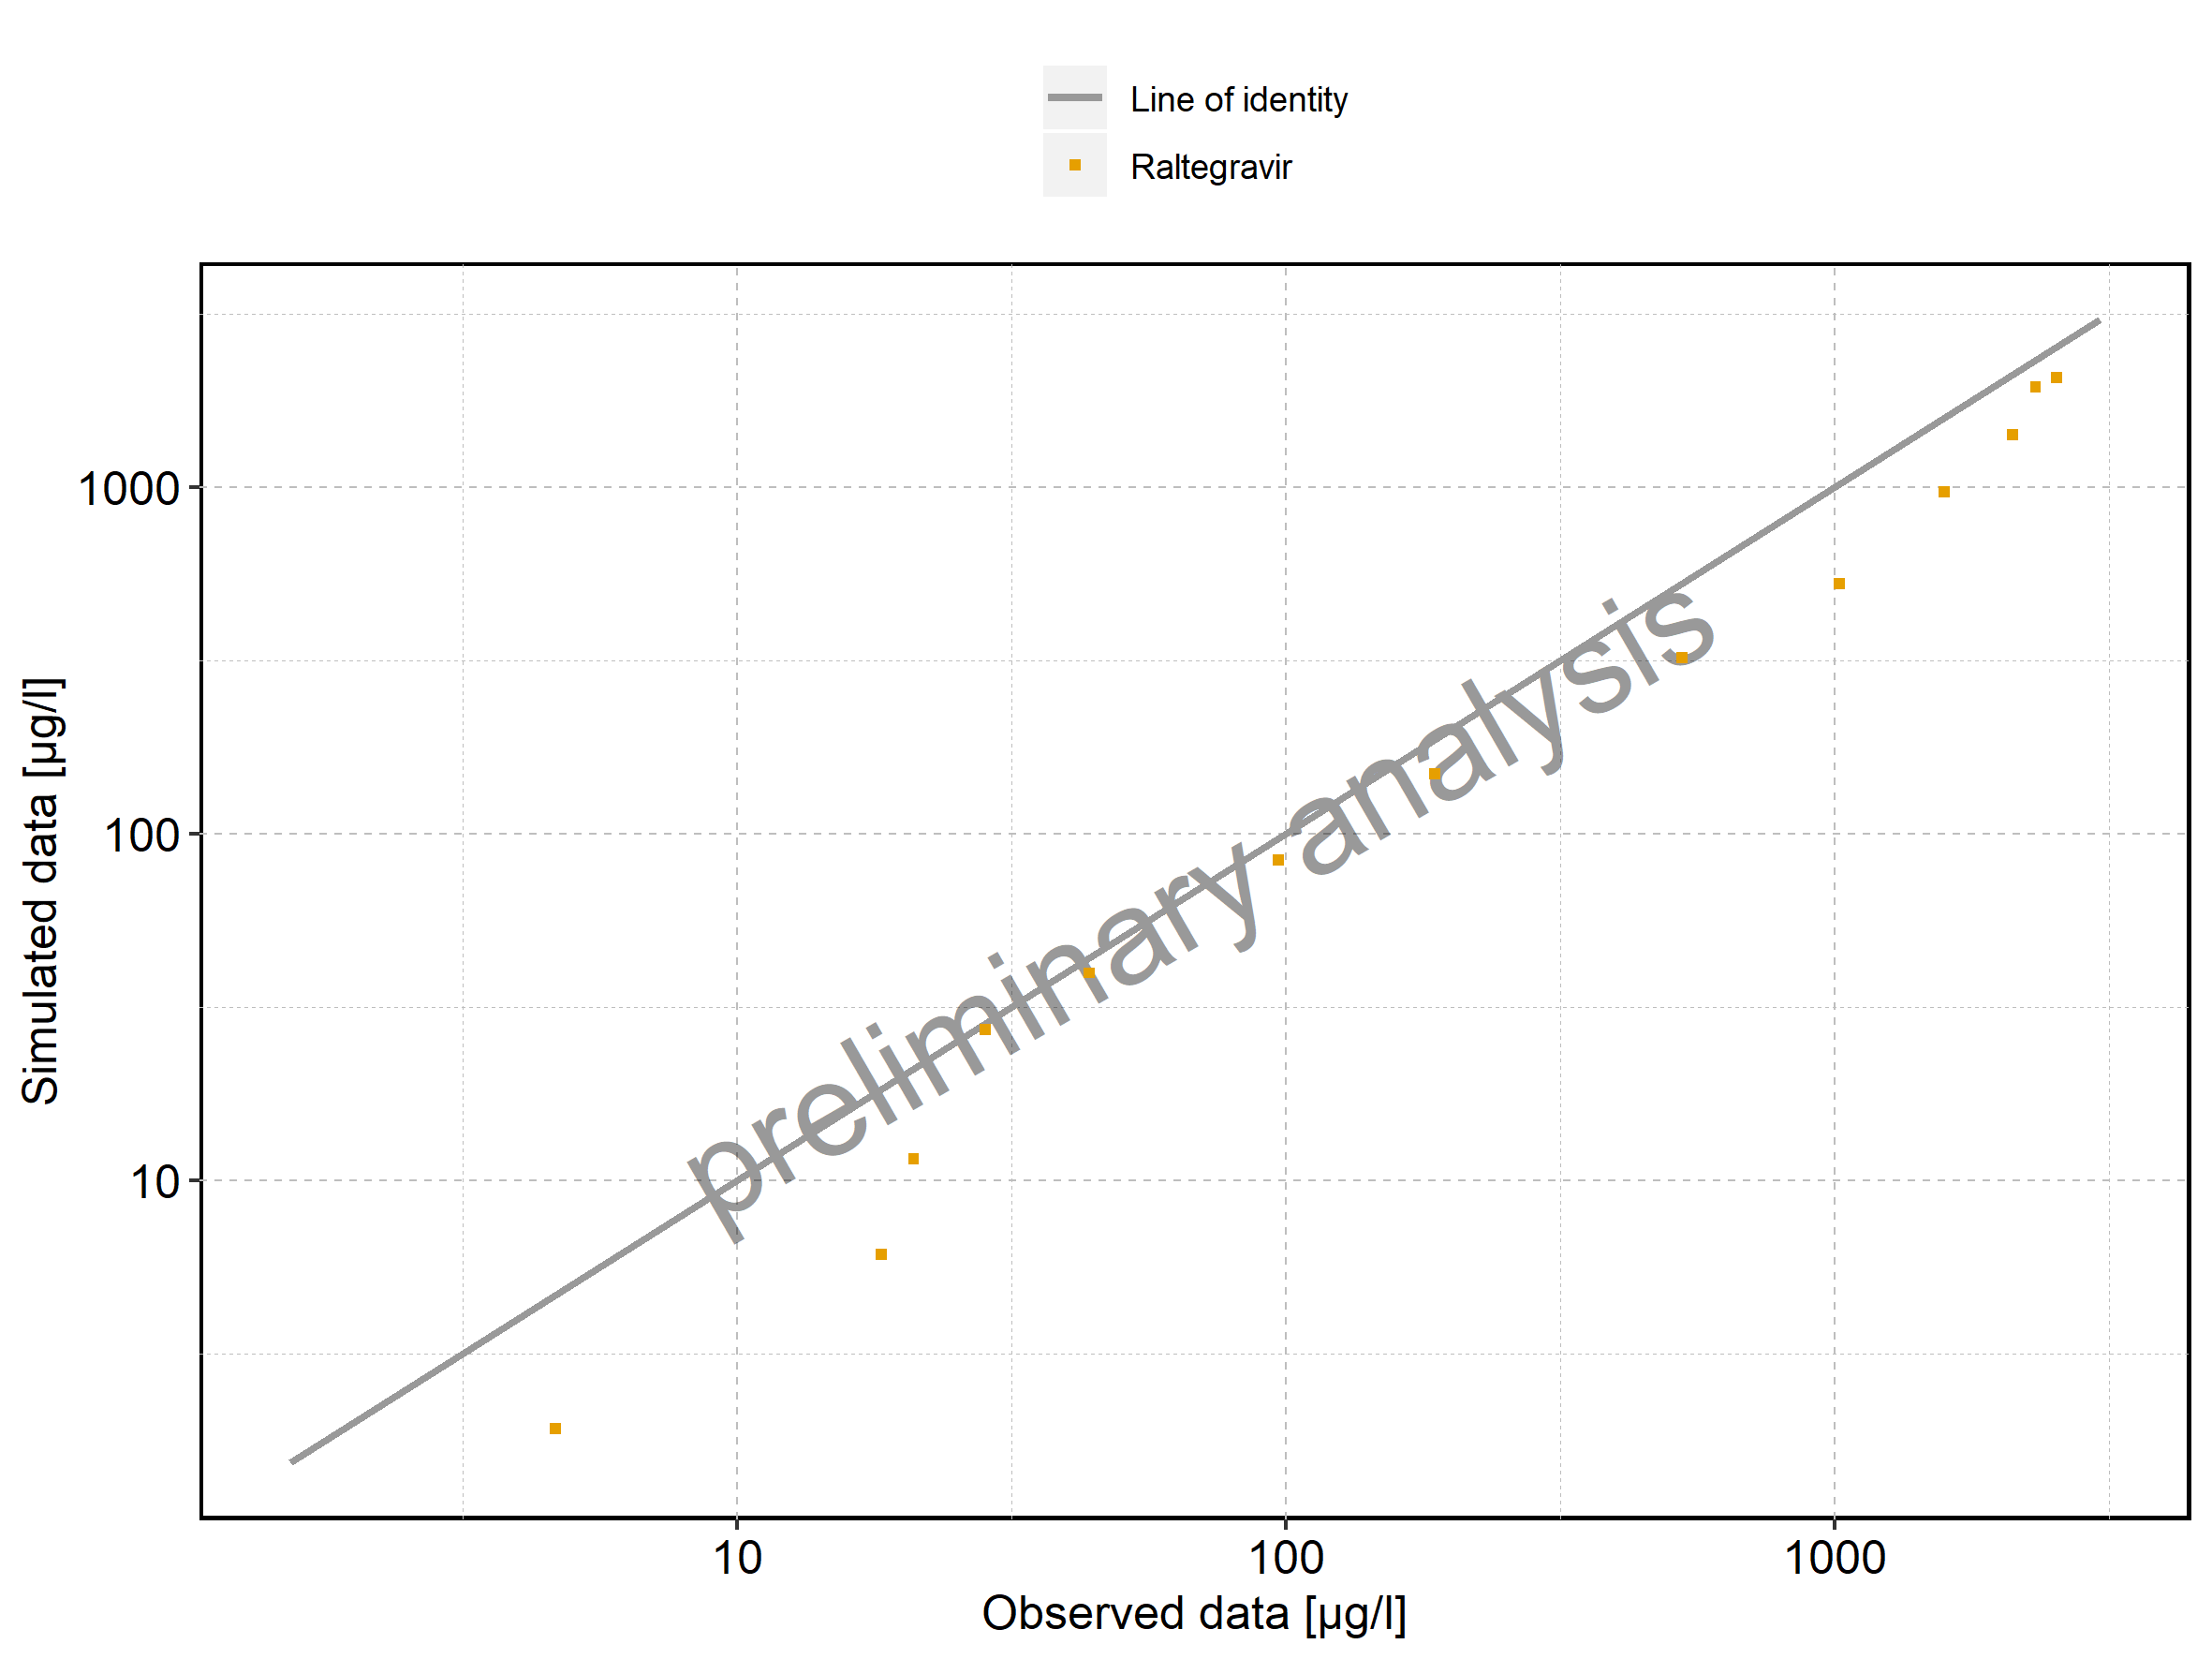 Line of identity
Raltegravir
1000
100
10
Simulated data [µg/l]
preliminary analysis
10 100 1000
Observed data [µg/l]